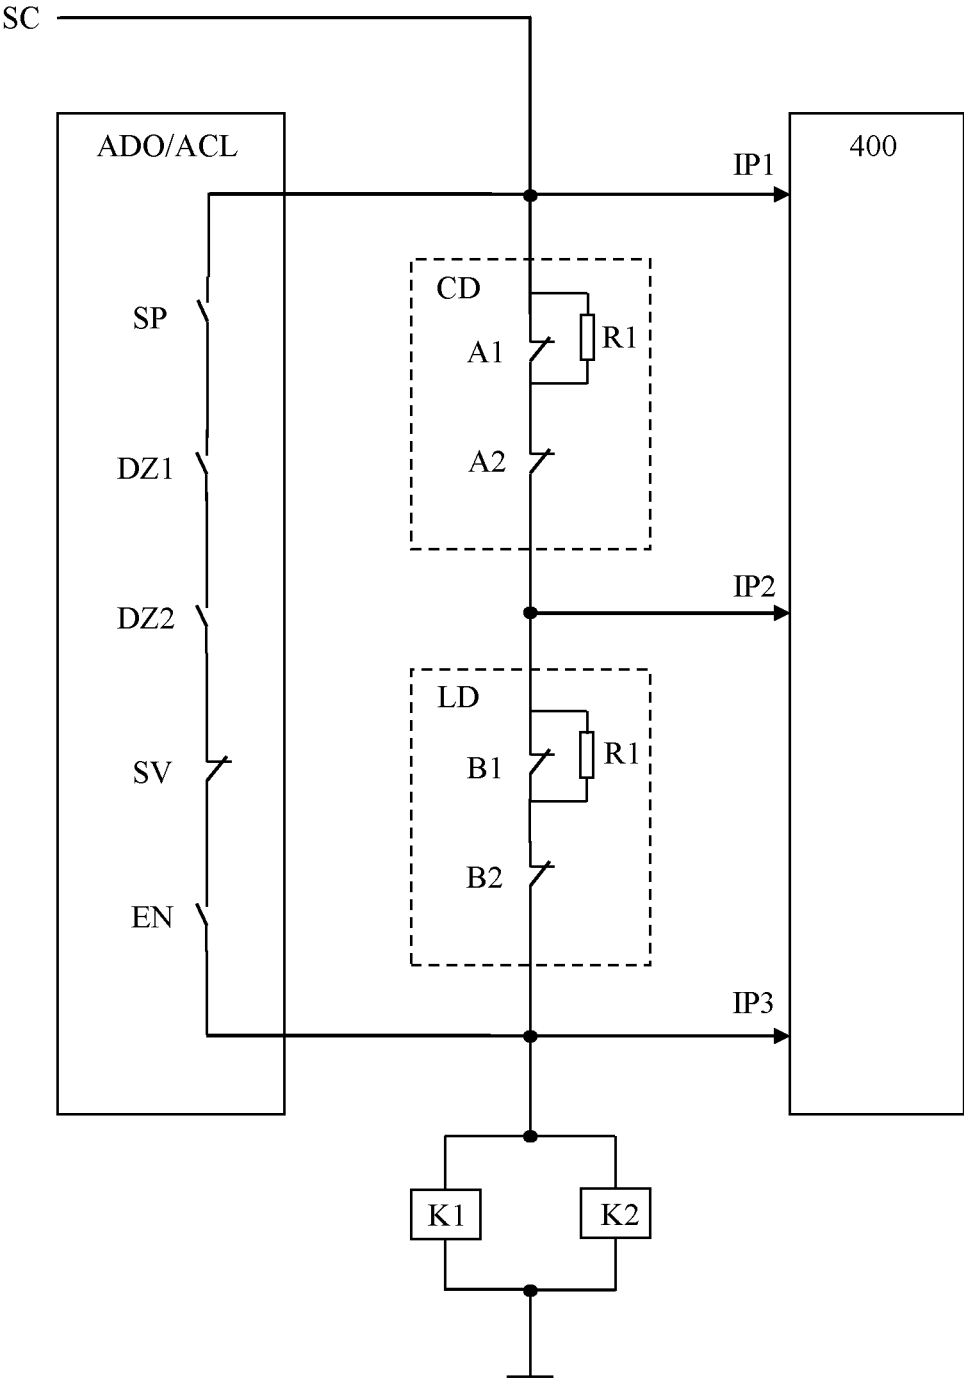 SC
ADO/ACL
400
IP1
CD
SP
R1
A1
A2
DZ1
IP2
DZ2
LD
R1
B1
SV
B2
EN
IP3
K1
K2